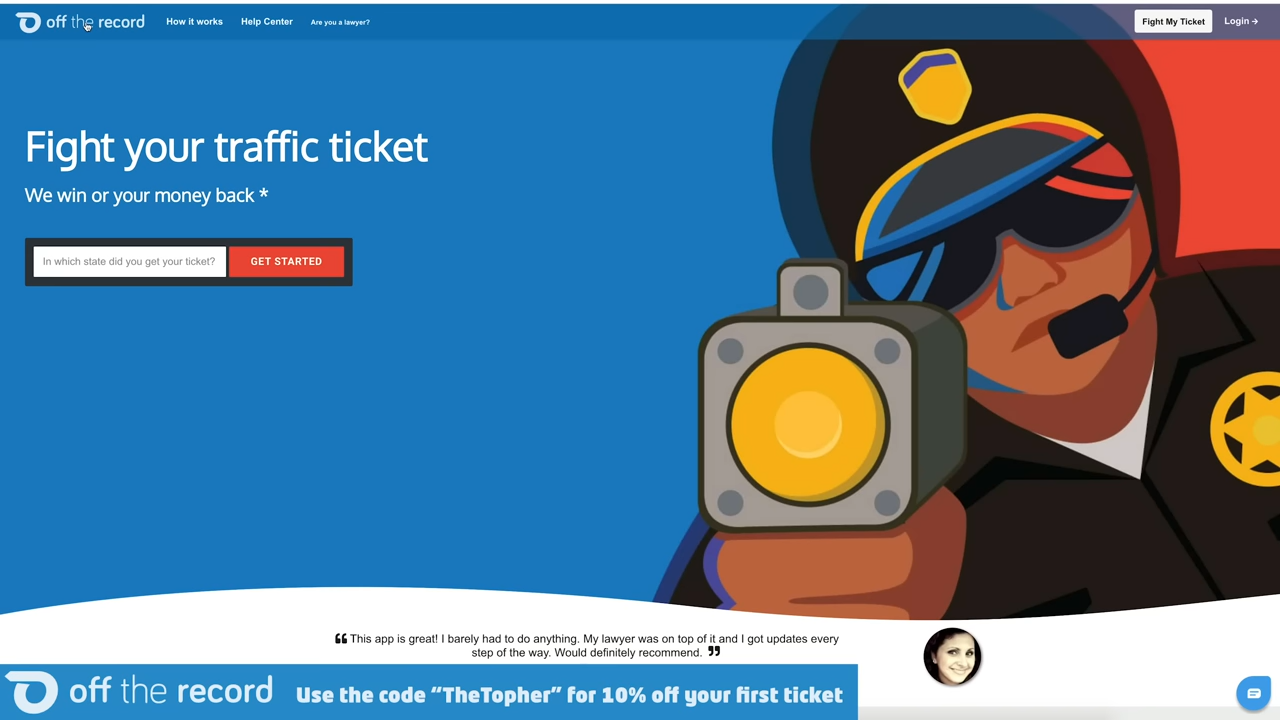 off the record
How it works
Help Center
Are you a lawyer?
Fight My Ticket
Login →
Fight your traffic ticket
We win or your money back *
In which state did you get your ticket?
GET STARTED
❝ This app is great! I barely had to do anything. My lawyer was on top of it and I got updates every
step of the way. Would definitely recommend. ❞
off the record
Use the code “TheTopher” for 10% off your first ticket